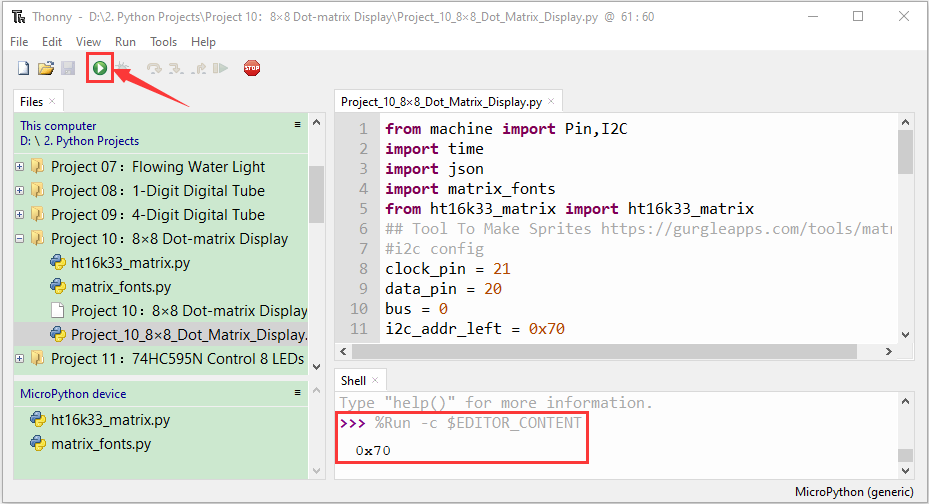 Thonny - D:\2. Python Projects\Project 10：8×8 Dot-matrix Display\Project_10_8×8_Dot_Matrix_Display.py @ 61 : 60
File Edit View Run Tools Help
STOP
Files
This computer
D: \ 2. Python Projects
Project 07：Flowing Water Light
Project 08：1-Digit Digital Tube
Project 09：4-Digit Digital Tube
Project 10：8×8 Dot-matrix Display
ht16k33_matrix.py
matrix_fonts.py
Project 10：8×8 Dot-matrix Display
Project_10_8×8_Dot_Matrix_Display.
Project 11：74HC595N Control 8 LEDs
MicroPython device
ht16k33_matrix.py
matrix_fonts.py
Project_10_8×8_Dot_Matrix_Display.py
1 from machine import Pin,I2C
2 import time
3 import json
4 import matrix_fonts
5 from ht16k33_matrix import ht16k33_matrix
6 ## Tool To Make Sprites https://gurgleapps.com/tools/mat
7 #i2c config
8 clock_pin = 21
9 data_pin = 20
10 bus = 0
11 i2c_addr_left = 0x70
Shell
Type "help()" for more information.
>>> %Run -c $EDITOR_CONTENT
0x70
MicroPython (generic)